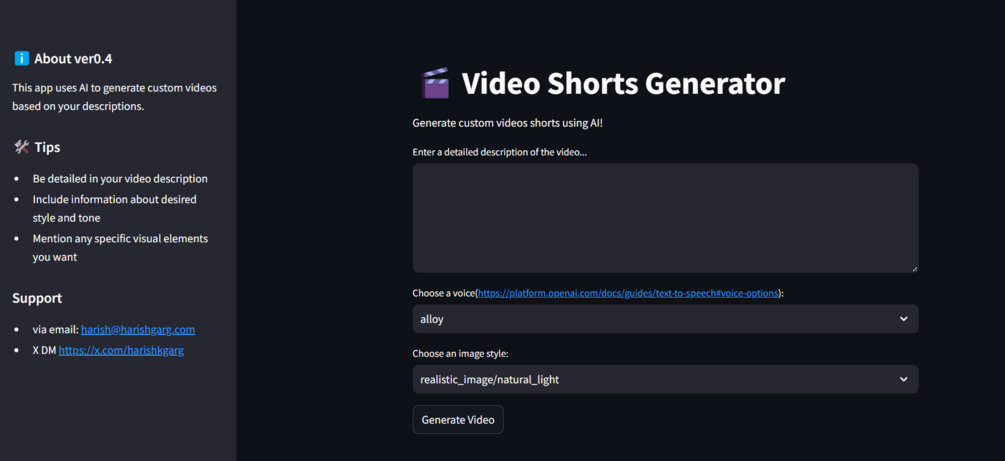 ℹ️ About ver0.4
This app uses AI to generate custom videos
based on your descriptions.
🛠️ Tips
• Be detailed in your video description
• Include information about desired
style and tone
• Mention any specific visual elements
you want
Support
• via email: harish@harishgarg.com
• X DM https://x.com/harishkgarg
🎬 Video Shorts Generator
Generate custom videos shorts using AI!
Enter a detailed description of the video...
Choose a voice(https://platform.openai.com/docs/guides/text-to-speech#voice-options):
alloy
Choose an image style:
realistic_image/natural_light
Generate Video